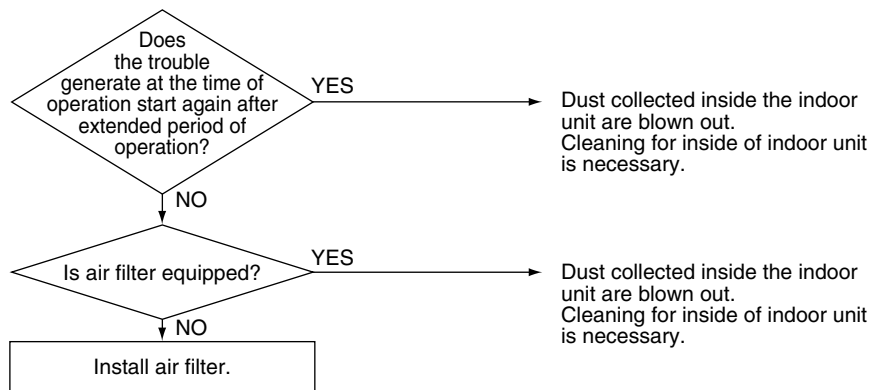 Does
the trouble
generate at the time of
operation start again after
extended period of
operation?
YES
Dust collected inside the indoor
unit are blown out.
Cleaning for inside of indoor unit
is necessary.
NO
Is air filter equipped?
YES
Dust collected inside the indoor
unit are blown out.
Cleaning for inside of indoor unit
is necessary.
NO
Install air filter.